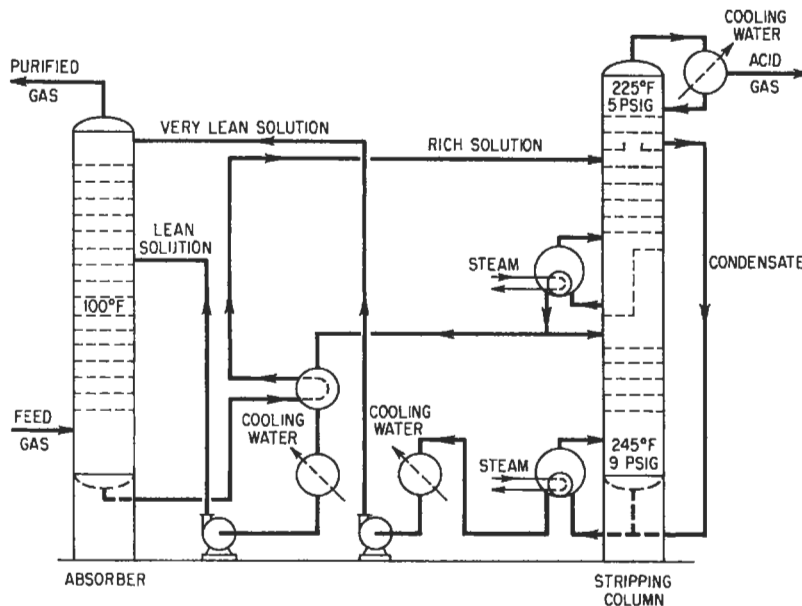 COOLING
WATER
PURIFIED
GAS
ACID
GAS
225°F
5 PSIG
VERY LEAN SOLUTION
RICH SOLUTION
LEAN
SOLUTION
STEAM
CONDENSATE
100°F
FEED
GAS
COOLING
WATER
COOLING
WATER
STEAM
245°F
9 PSIG
ABSORBER
STRIPPING
COLUMN